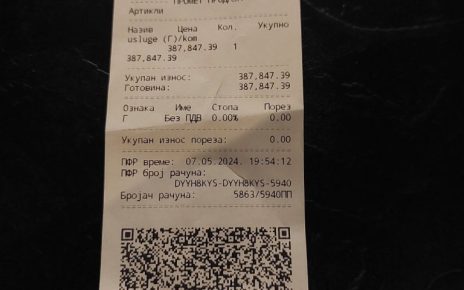 ПРОМЕТ
Артикли
Назив Цена Кол. Укупно
usluge (Г)/kom
387,847.39 1
387,847.39
Укупан износ: 387,847.39
Готовина: 387,847.39
Ознака Име Стопа Порез
Г Без ПДВ 0.00% 0.00
Укупан износ пореза: 0.00
ПФР време: 07.05.2024. 19:54:12
ПФР број рачуна:
DYYH8KYS-DYYH8KYS-5940
Бројач рачуна: 5863/5940ПП